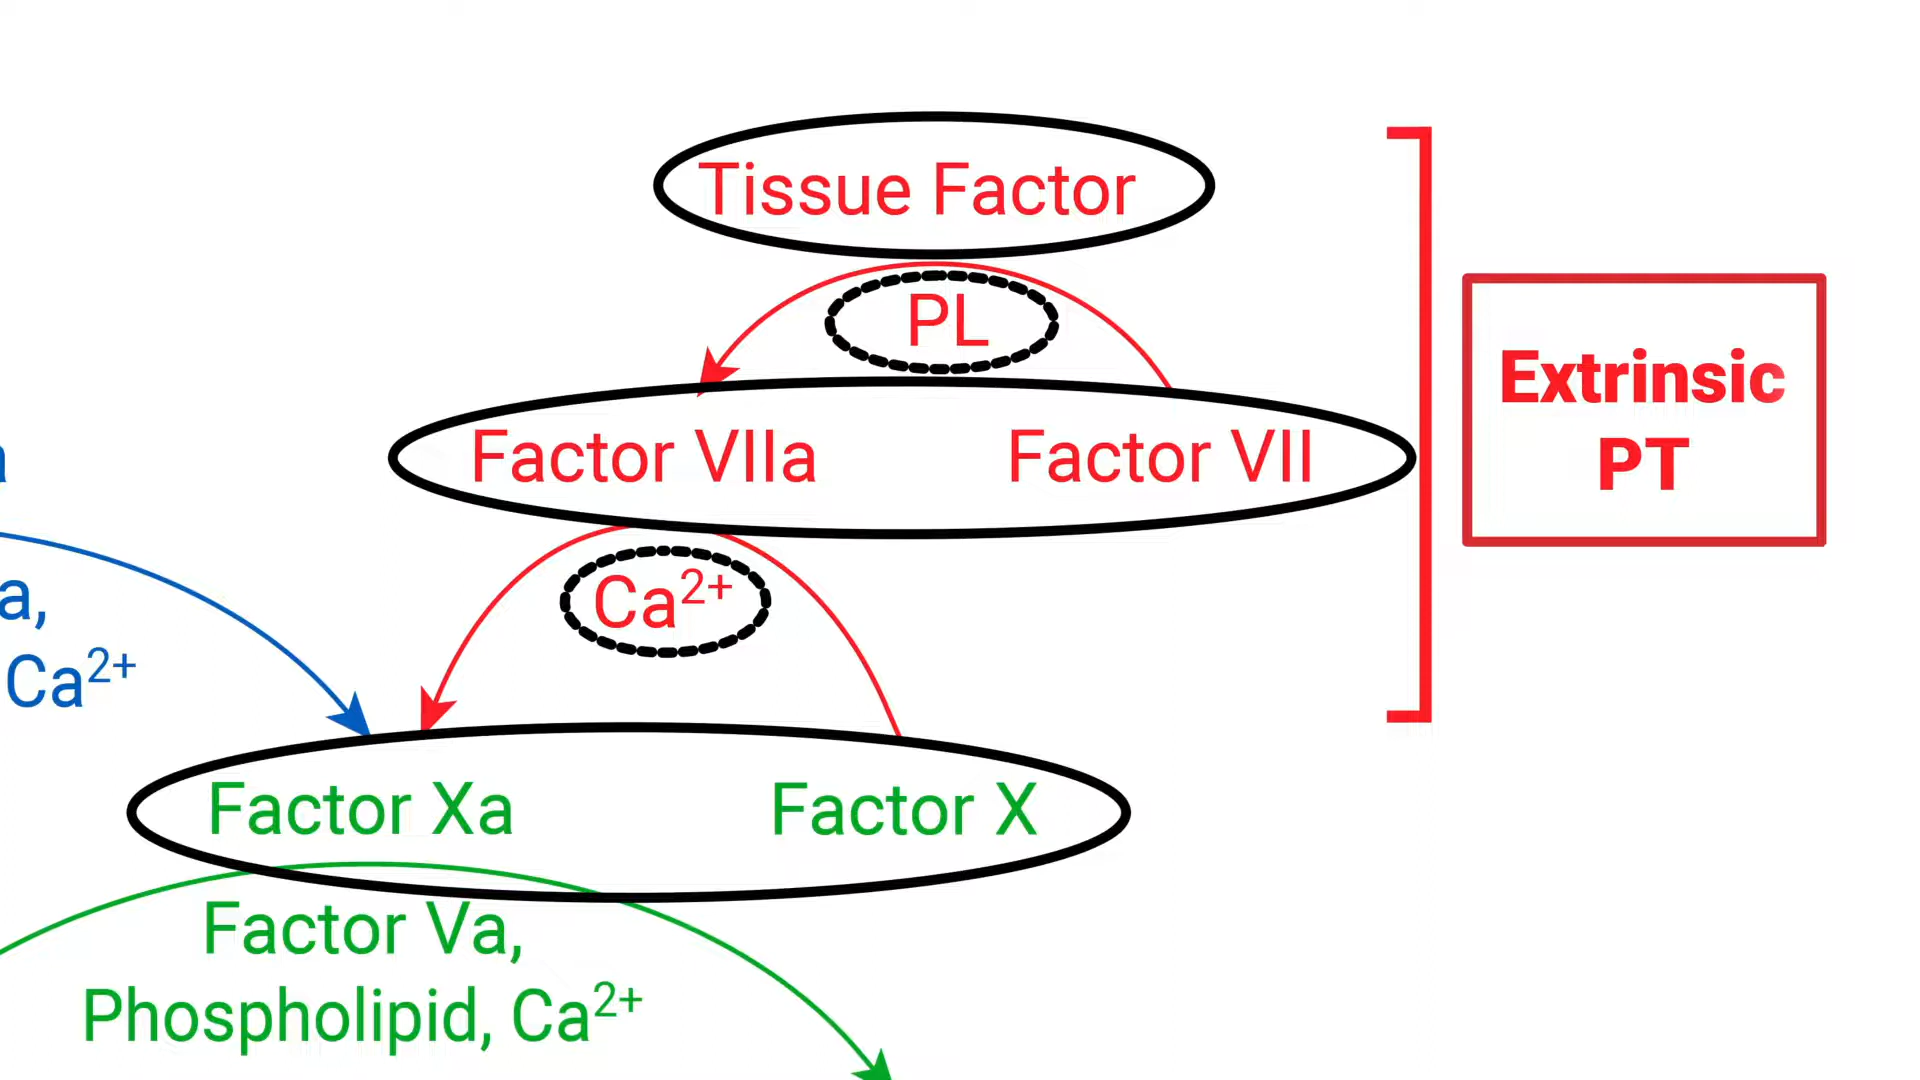 Tissue Factor
PL
Extrinsic
PT
Factor VIIa
Factor VII
a
Ca²⁺
a,
Ca²⁺
Factor Xa
Factor X
Factor Va,
Phospholipid, Ca²⁺